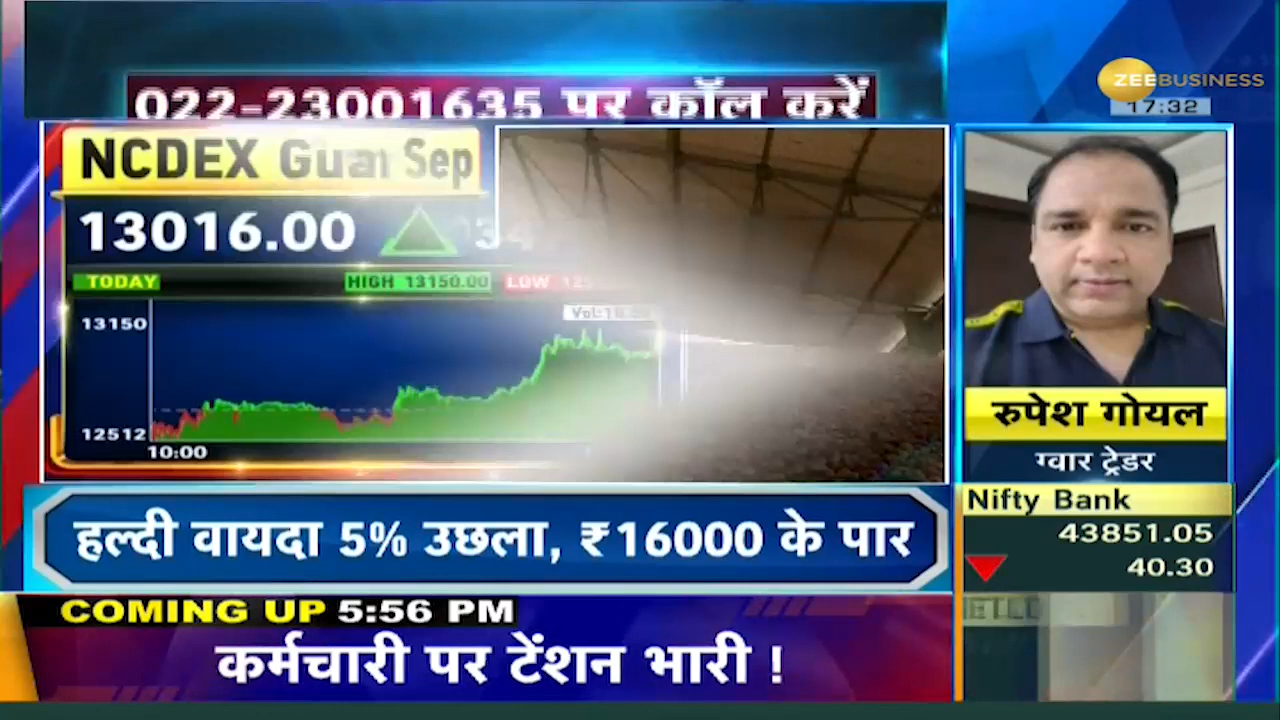 022-23001635 पर कॉल करें
ZEEBUSINESS
17:32
NCDEX Guar Sep
13016.00
TODAY
HIGH 13150.00 LOW
13150
12512
10:00
रुपेश गोयल
ग्वार ट्रेडर
हल्दी वायदा 5% उछला, ₹16000 के पार
Nifty Bank
43851.05
40.30
COMING UP 5:56 PM
कर्मचारी पर टेंशन भारी !